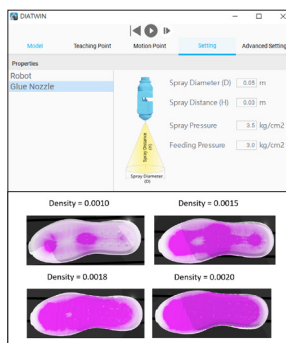 DIATWIN
Model Teaching Point Motion Point Setting Advanced Setting
Properties
Robot
Glue Nozzle
Spray Diameter (D) 0.05 m
Spray Distance (H) 0.03 m
Spray Pressure 3.5 kg/cm2
Feeding Pressure 3.0 kg/cm2
Spray Distance
(H)
Spray Diameter
(D)
Density = 0.0010 Density = 0.0015
Density = 0.0018 Density = 0.0020